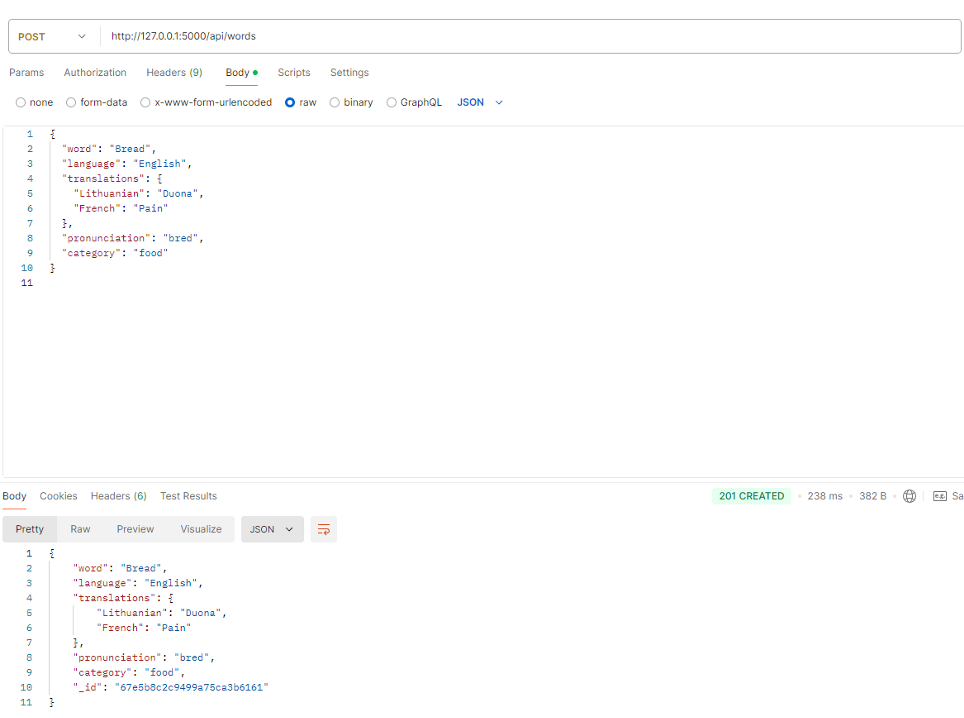 POST http://127.0.0.1:5000/api/words
Params Authorization Headers (9) Body Scripts Settings
none form-data x-www-form-urlencoded raw binary GraphQL JSON
1 {
2 "word": "Bread",
3 "language": "English",
4 "translations": {
5 "Lithuanian": "Duona",
6 "French": "Pain"
7 },
8 "pronunciation": "bred",
9 "category": "food"
10 }
11
Body Cookies Headers (6) Test Results 201 CREATED 238 ms 382 B e.g. Sa
Pretty Raw Preview Visualize JSON
1 {
2 "word": "Bread",
3 "language": "English",
4 "translations": {
5 "Lithuanian": "Duona",
6 "French": "Pain"
7 },
8 "pronunciation": "bred",
9 "category": "food",
10 "_id": "67e5b8c2c9499a75ca3b6161"
11 }